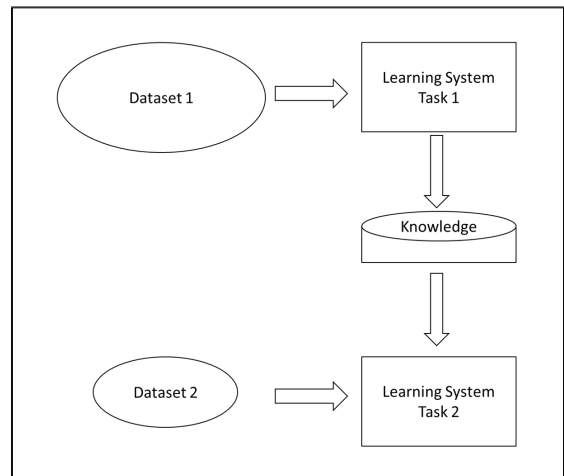 Dataset 1
Learning System
Task 1
Knowledge
Dataset 2
Learning System
Task 2